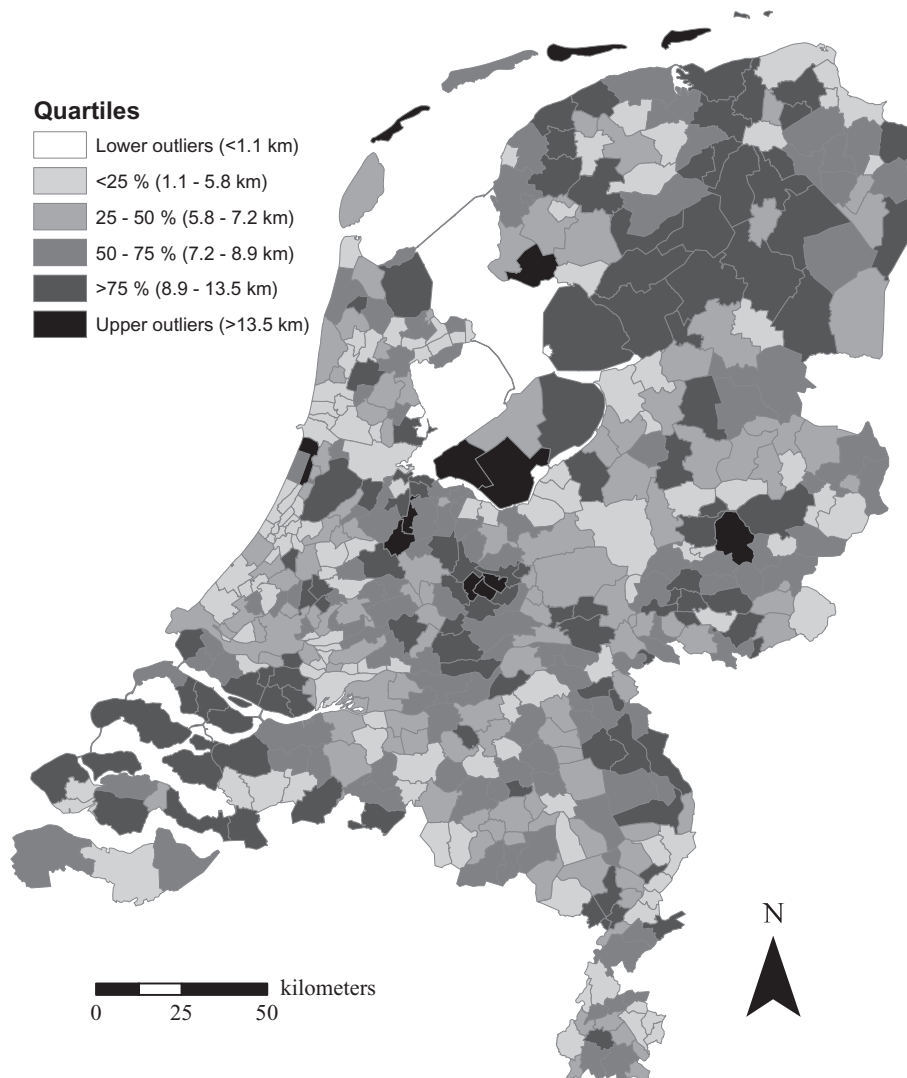 Quartiles
Lower outliers (<1.1 km)
<25 % (1.1 - 5.8 km)
25 - 50 % (5.8 - 7.2 km)
50 - 75 % (7.2 - 8.9 km)
>75 % (8.9 - 13.5 km)
Upper outliers (>13.5 km)
N
kilometers
0 25 50